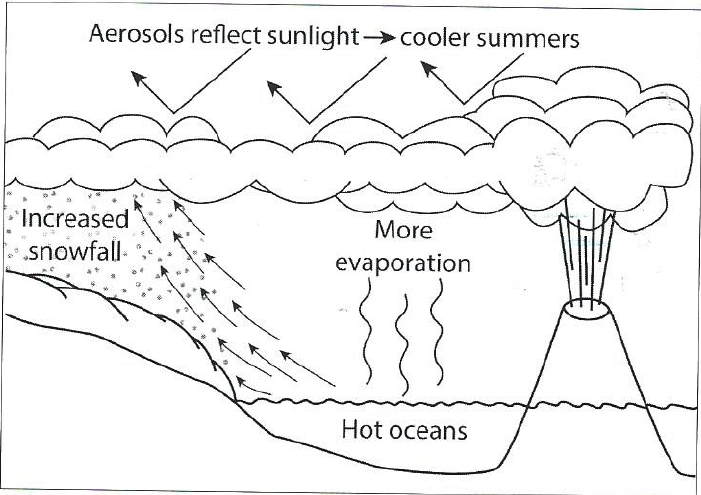 Aerosols reflect sunlight → cooler summers
Increased
snowfall
More
evaporation
Hot oceans